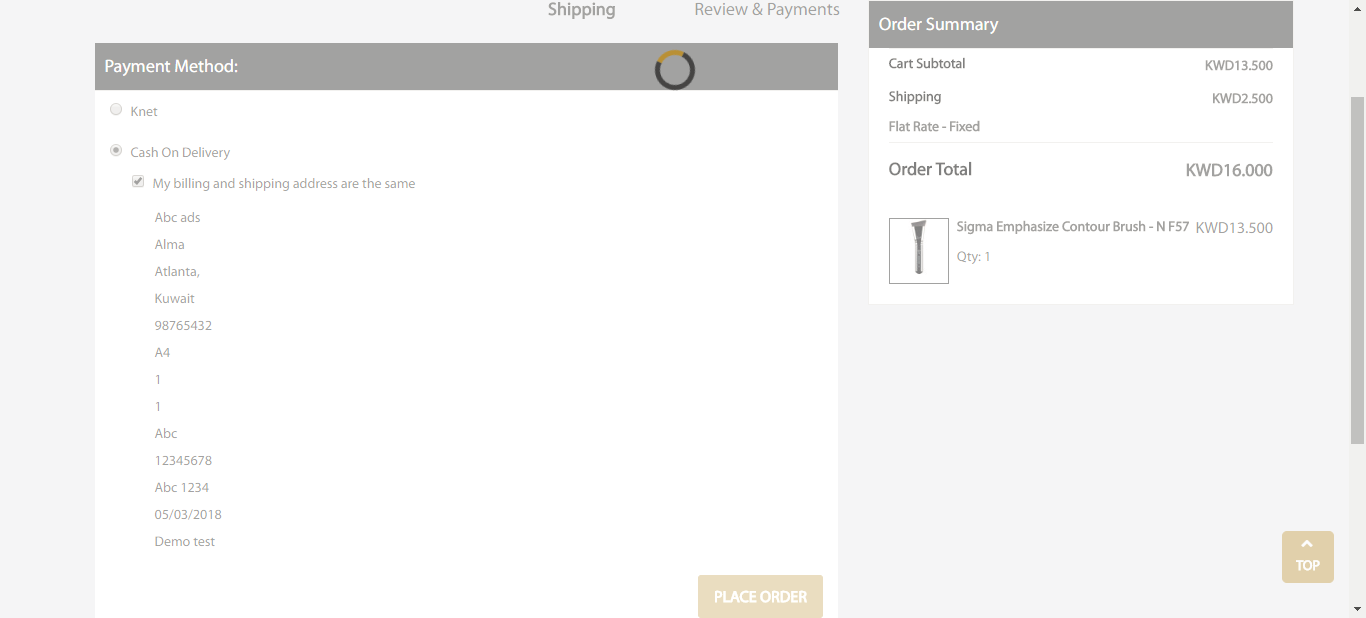 Shipping
Review & Payments
Payment Method:
Knet
Cash On Delivery
My billing and shipping address are the same
Abc ads
Alma
Atlanta,
Kuwait
98765432
A4
1
1
Abc
12345678
Abc 1234
05/03/2018
Demo test
PLACE ORDER
Order Summary
Cart Subtotal KWD13.500
Shipping KWD2.500
Flat Rate - Fixed
Order Total KWD16.000
Sigma Emphasize Contour Brush - N F57 KWD13.500
Qty: 1
TOP